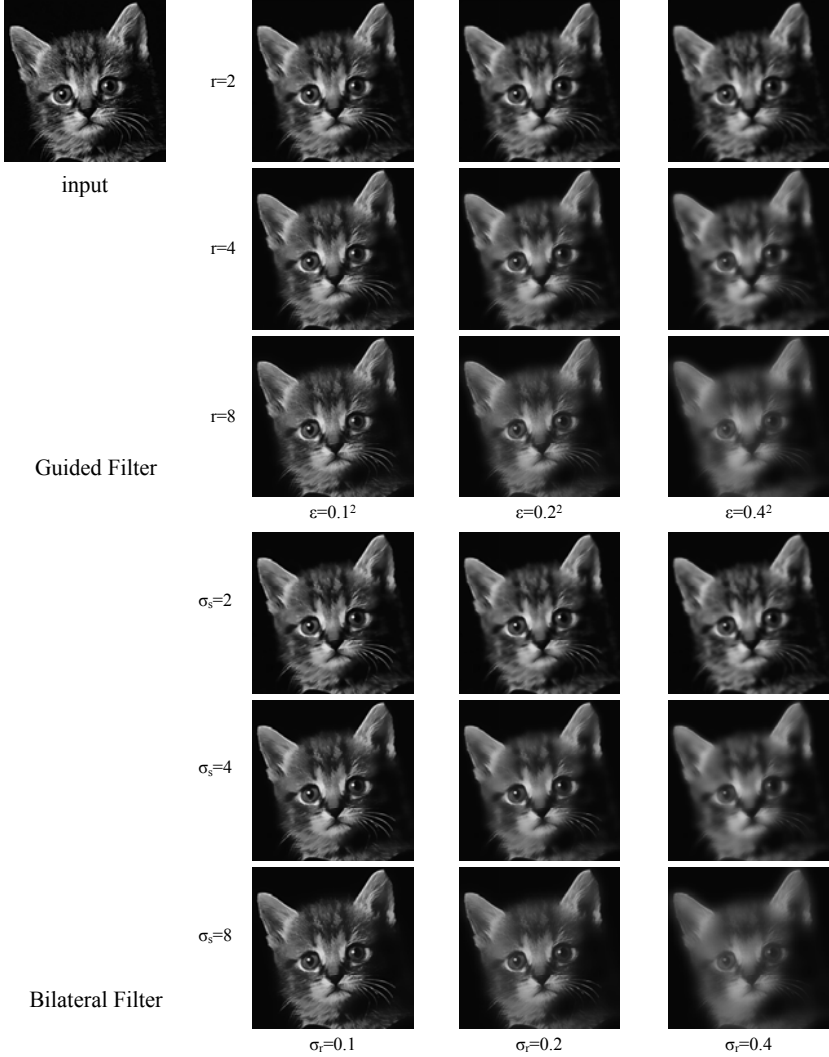 r=2
input
r=4
r=8
Guided Filter
ε=0.1²
ε=0.2²
ε=0.4²
σₛ=2
σₛ=4
σₛ=8
Bilateral Filter
σᵣ=0.1
σᵣ=0.2
σᵣ=0.4